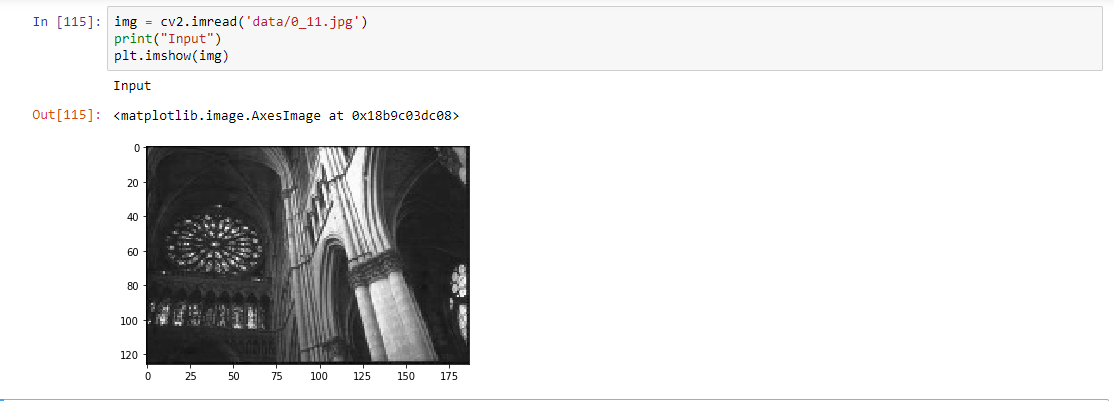 In [115]: img = cv2.imread('data/0_11.jpg')
print("Input")
plt.imshow(img)
Input
Out[115]: <matplotlib.image.AxesImage at 0x18b9c03dc08>
0
20
40
60
80
100
120
0 25 50 75 100 125 150 175